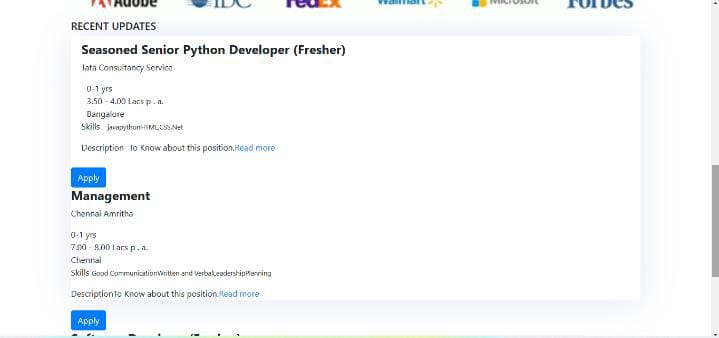 Adobe IDC FedEx Walmart Microsoft Forbes
RECENT UPDATES
Seasoned Senior Python Developer (Fresher)
Tata Consultancy Service
0-1 yrs
3.50 - 4.00 Lacs p . a.
Bangalore
Skills javapythonHTML,CSS,Net
Description To Know about this position.Read more
Apply
Management
Chennai Amritha
0-1 yrs
7.00 - 8.00 Lacs p . a.
Chennai
Skills Good CommunicationWritten and VerbalLeadershipPlanning
DescriptionTo Know about this position.Read more
Apply